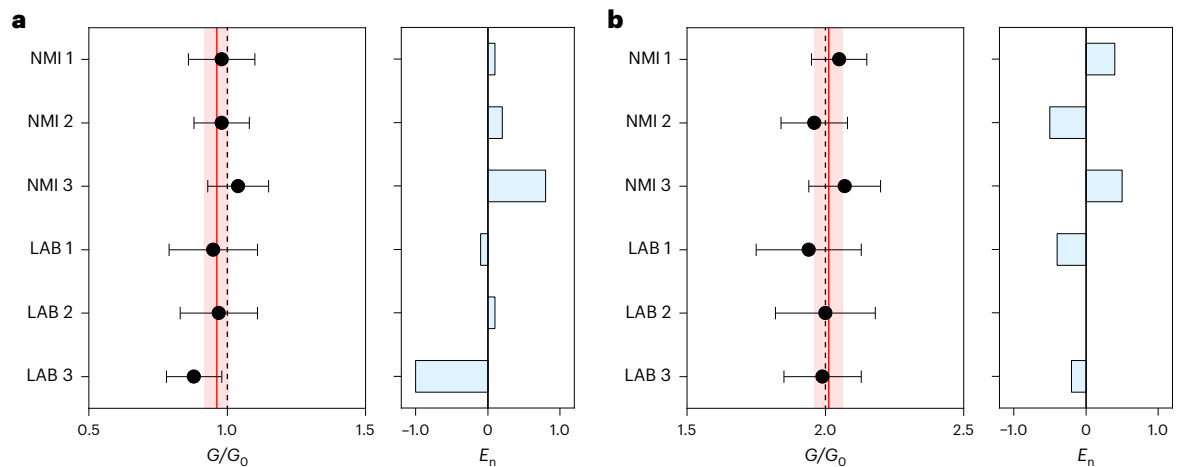 a
b
NMI 1
NMI 2
NMI 3
LAB 1
LAB 2
LAB 3
0.5 1.0 1.5
G/G0
−1.0 0 1.0
En
NMI 1
NMI 2
NMI 3
LAB 1
LAB 2
LAB 3
1.5 2.0 2.5
G/G0
−1.0 0 1.0
En